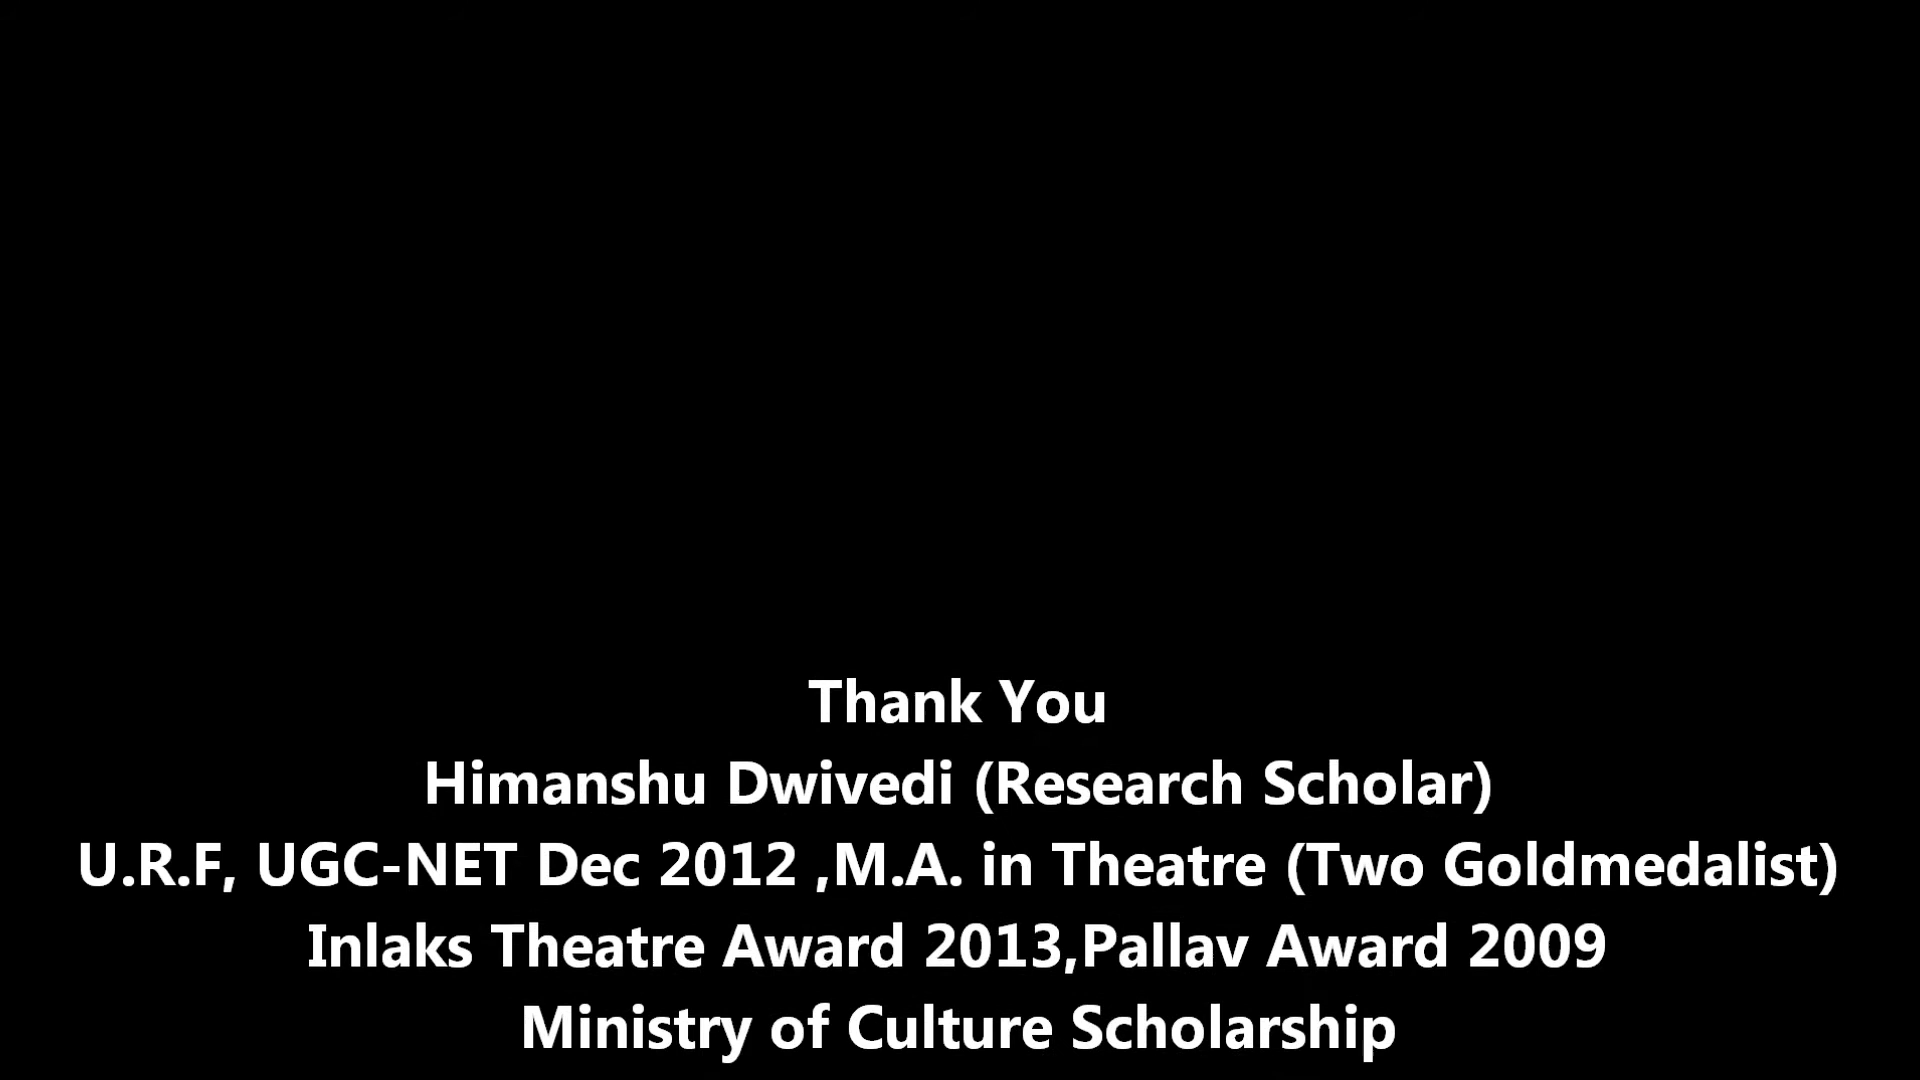 Thank You
Himanshu Dwivedi (Research Scholar)
U.R.F, UGC-NET Dec 2012 ,M.A. in Theatre (Two Goldmedalist)
Inlaks Theatre Award 2013,Pallav Award 2009
Ministry of Culture Scholarship